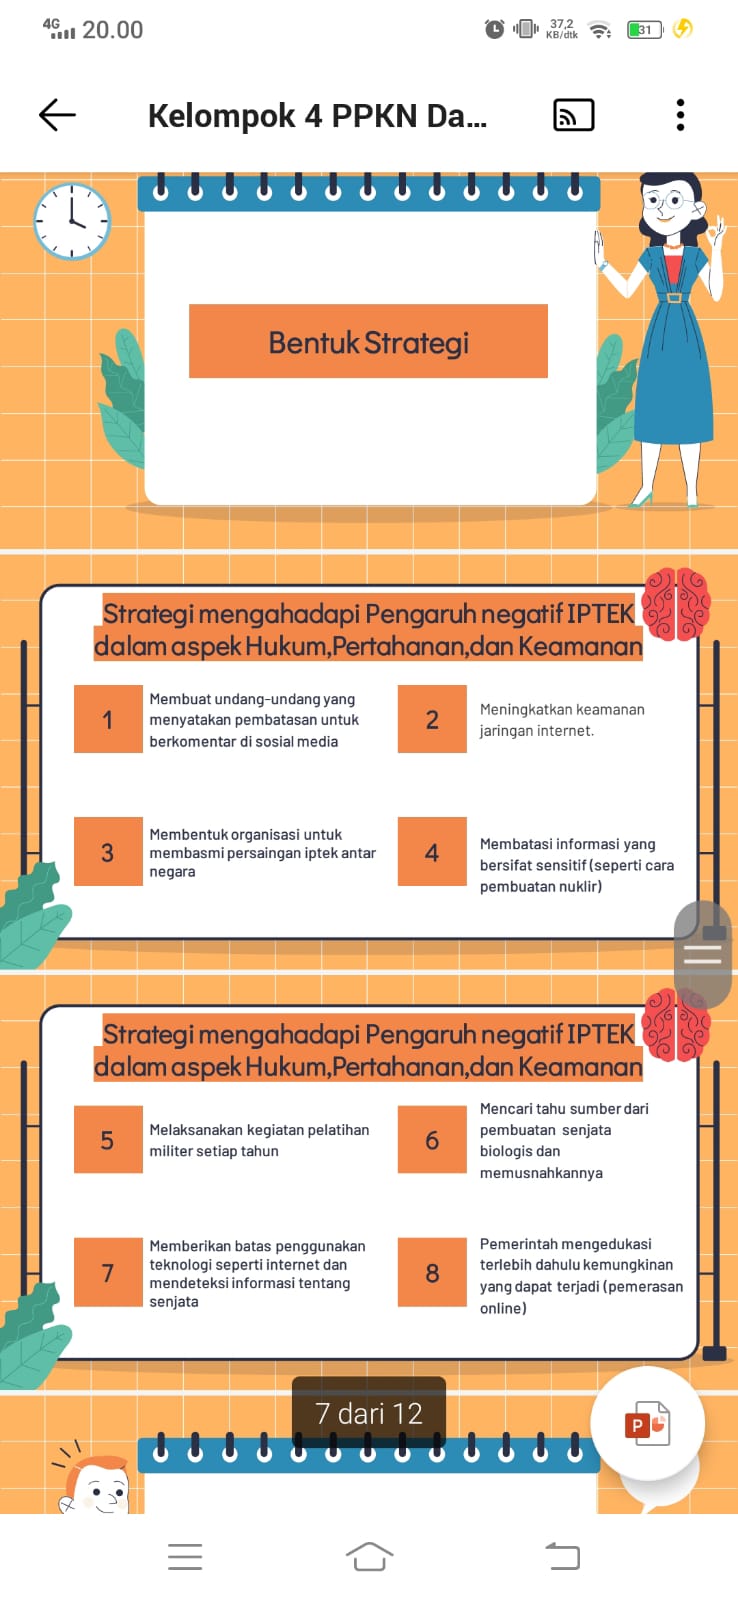 4G 20.00 37,2 KB/dtk 31
Kelompok 4 PPKN Da...
Bentuk Strategi
Strategi mengahadapi Pengaruh negatif IPTEK
dalam aspek Hukum,Pertahanan,dan Keamanan
1
Membuat undang-undang yang
menyatakan pembatasan untuk
berkomentar di sosial media
2
Meningkatkan keamanan
jaringan internet.
3
Membentuk organisasi untuk
membasmi persaingan iptek antar
negara
4
Membatasi informasi yang
bersifat sensitif (seperti cara
pembuatan nuklir)
Strategi mengahadapi Pengaruh negatif IPTEK
dalam aspek Hukum,Pertahanan,dan Keamanan
5
Melaksanakan kegiatan pelatihan
militer setiap tahun
6
Mencari tahu sumber dari
pembuatan senjata
biologis dan
memusnahkannya
7
Memberikan batas penggunakan
teknologi seperti internet dan
mendeteksi informasi tentang
senjata
8
Pemerintah mengedukasi
terlebih dahulu kemungkinan
yang dapat terjadi (pemerasan
online)
7 dari 12
P